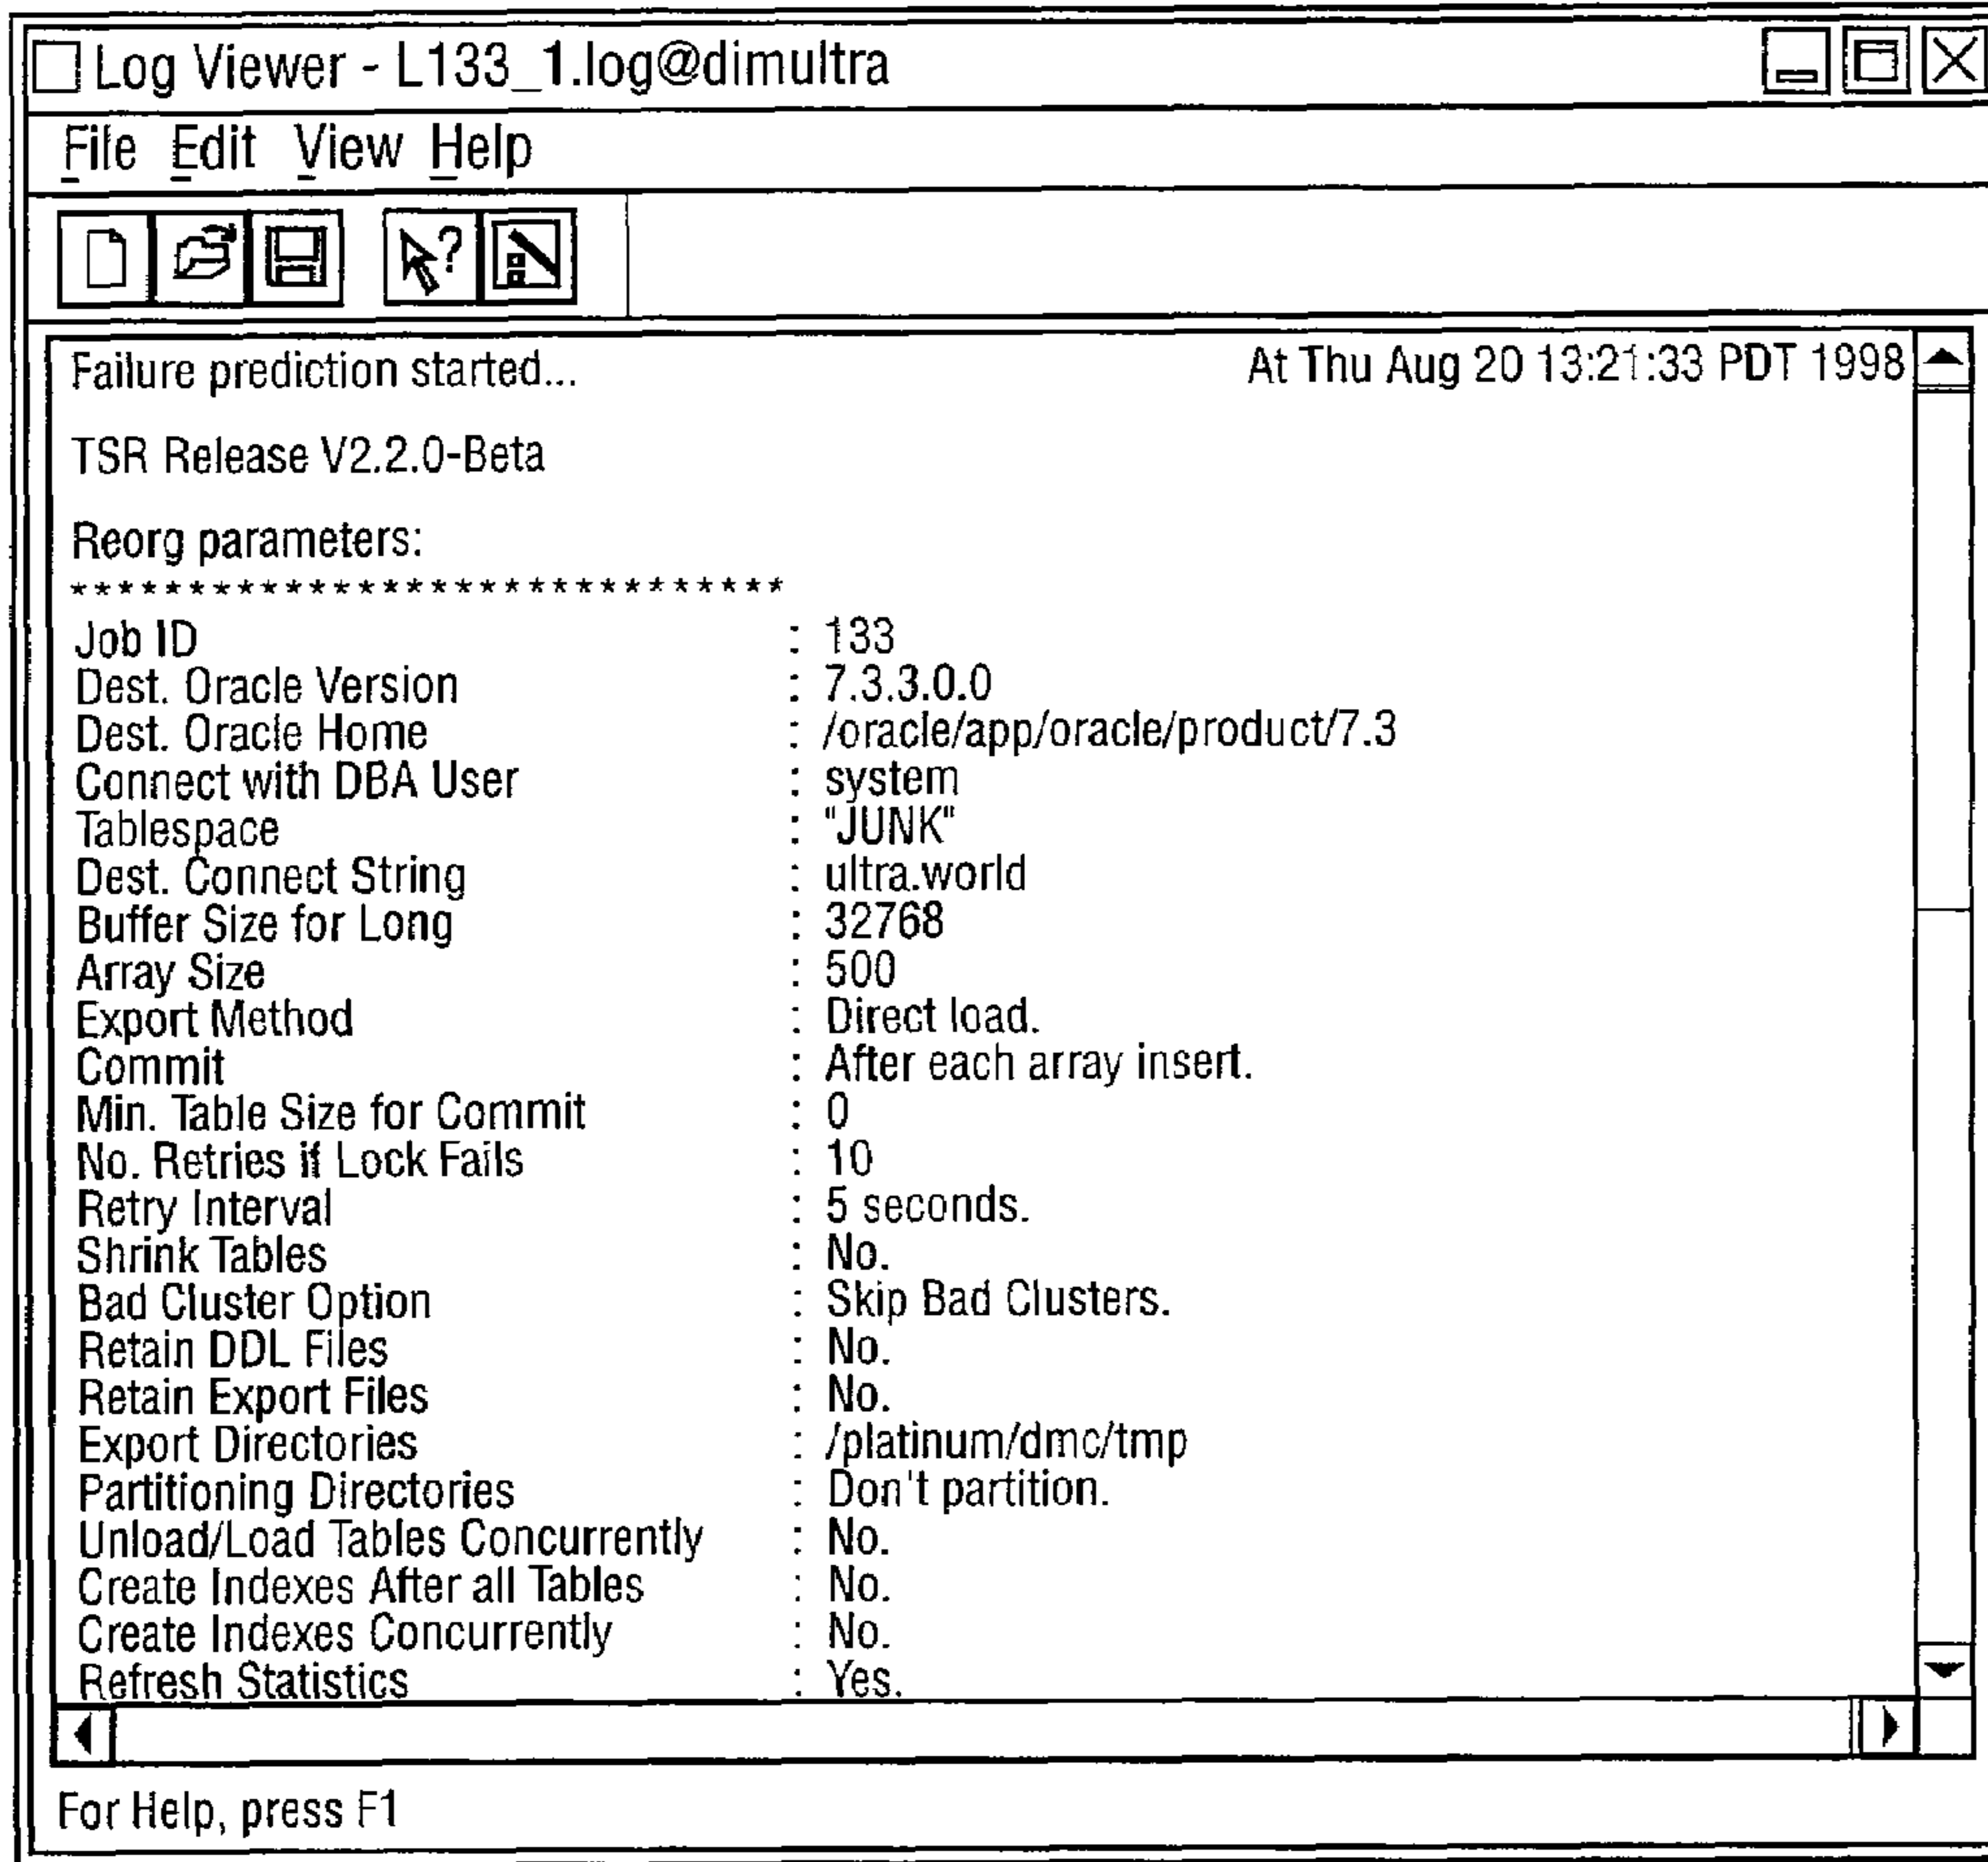 Log Viewer - L133_1.log@dimultra
File Edit View Help
Failure prediction started... At Thu Aug 20 13:21:33 PDT 1998
TSR Release V2.2.0-Beta
Reorg parameters:
******************************
Job ID : 133
Dest. Oracle Version : 7.3.3.0.0
Dest. Oracle Home : /oracle/app/oracle/product/7.3
Connect with DBA User : system
Tablespace : "JUNK"
Dest. Connect String : ultra.world
Buffer Size for Long : 32768
Array Size : 500
Export Method : Direct load.
Commit : After each array insert.
Min. Table Size for Commit : 0
No. Retries if Lock Fails : 10
Retry Interval : 5 seconds.
Shrink Tables : No.
Bad Cluster Option : Skip Bad Clusters.
Retain DDL Files : No.
Retain Export Files : No.
Export Directories : /platinum/dmc/tmp
Partitioning Directories : Don't partition.
Unload/Load Tables Concurrently : No.
Create Indexes After all Tables : No.
Create Indexes Concurrently : No.
Refresh Statistics : Yes.
For Help, press F1